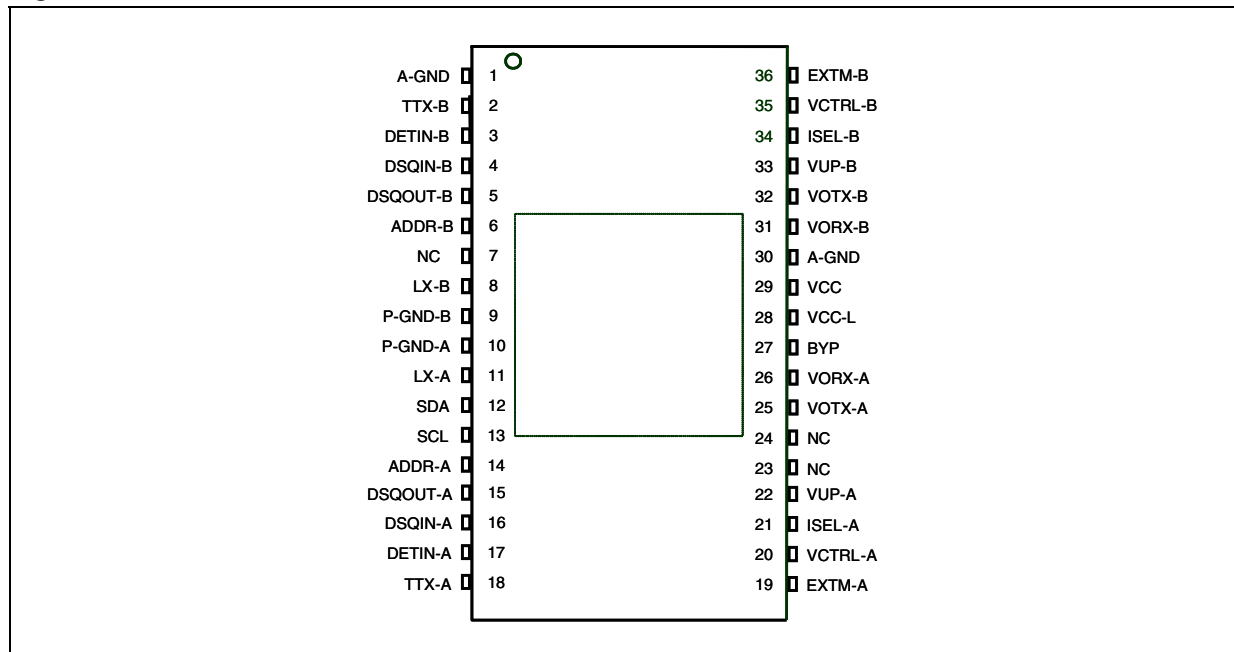 A-GND 1 36 EXTM-B
TTX-B 2 35 VCTRL-B
DETIN-B 3 34 ISEL-B
DSQIN-B 4 33 VUP-B
DSQOUT-B 5 32 VOTX-B
ADDR-B 6 31 VORX-B
NC 7 30 A-GND
LX-B 8 29 VCC
P-GND-B 9 28 VCC-L
P-GND-A 10 27 BYP
LX-A 11 26 VORX-A
SDA 12 25 VOTX-A
SCL 13 24 NC
ADDR-A 14 23 NC
DSQOUT-A 15 22 VUP-A
DSQIN-A 16 21 ISEL-A
DETIN-A 17 20 VCTRL-A
TTX-A 18 19 EXTM-A